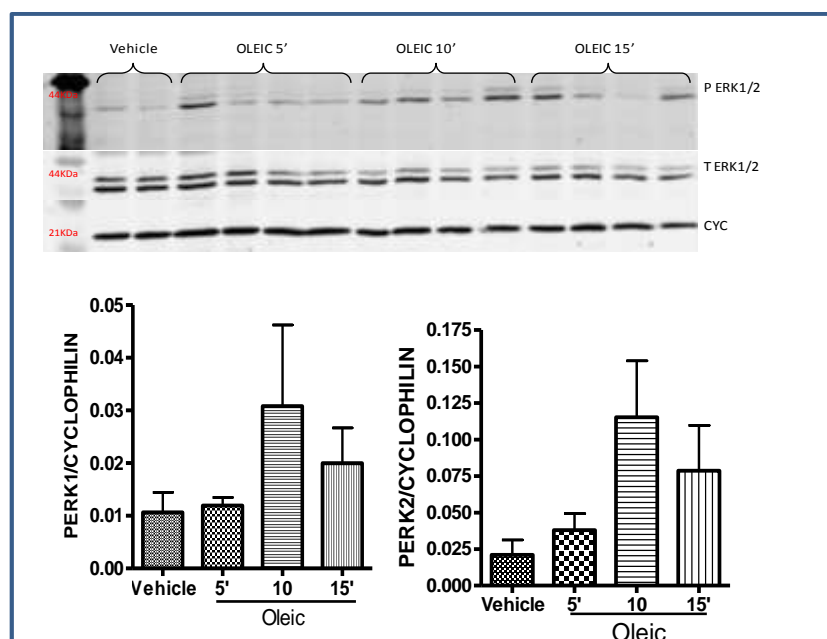 Vehicle OLEIC 5′ OLEIC 10′ OLEIC 15′
44KDa P ERK1/2
44KDa T ERK1/2
21KDa CYC
0.05
0.04
0.03
0.02
0.01
0.00
PERK1/CYCLOPHILIN
Vehicle 5' 10 15'
Oleic
0.175
0.150
0.125
0.100
0.075
0.050
0.025
0.000
PERK2/CYCLOPHILIN
Vehicle 5' 10 15'
Oleic